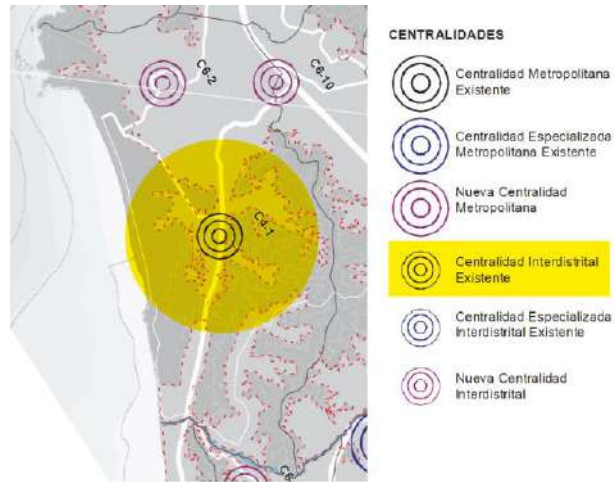 C6-2
C6-10
C4-1
CENTRALIDADES
Centralidad Metropolitana
Existente
Centralidad Especializada
Metropolitana Existente
Nueva Centralidad
Metropolitana
Centralidad Interdistrital
Existente
Centralidad Especializada
Interdistrital Existente
Nueva Centralidad
Interdistrital